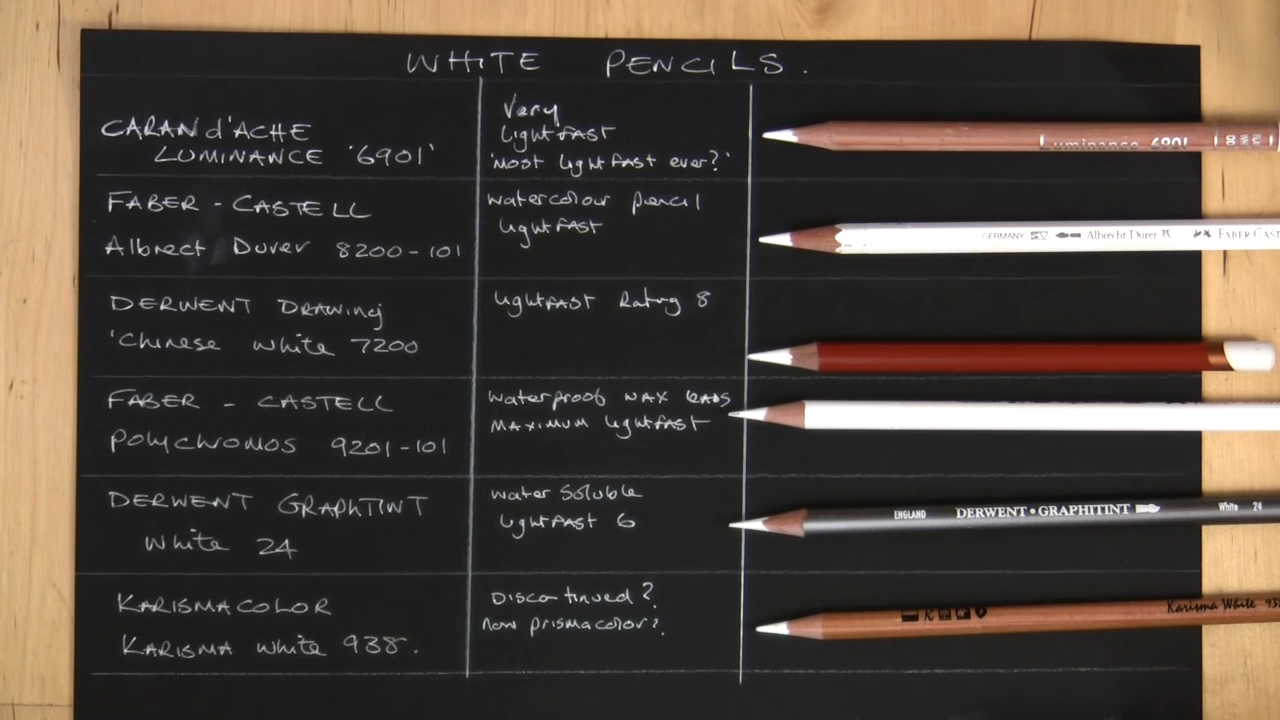 WHITE PENCILS.
CARAN d'ACHE
LUMINANCE '6901'
Very
Lightfast
'most lightfast ever?'
Luminance 6901
FABER - CASTELL
Albrect Durer 8200-101
watercolour pencil
lightfast
GERMANY Albrecht Dürer FABER CAST
DERWENT DRAWING
'Chinese white 7200
lightfast Rating 8
FABER - CASTELL
POLYCHROMOS 9201-101
waterproof wax leads
MAXIMUM lightfast
DERWENT GRAPHTINT
White 24
water soluble
lightfast 6
ENGLAND DERWENT • GRAPHITINT White 24
KARISMACOLOR
KARISMA white 938.
Discontinued?
now prismacolor?
Karisma White 938